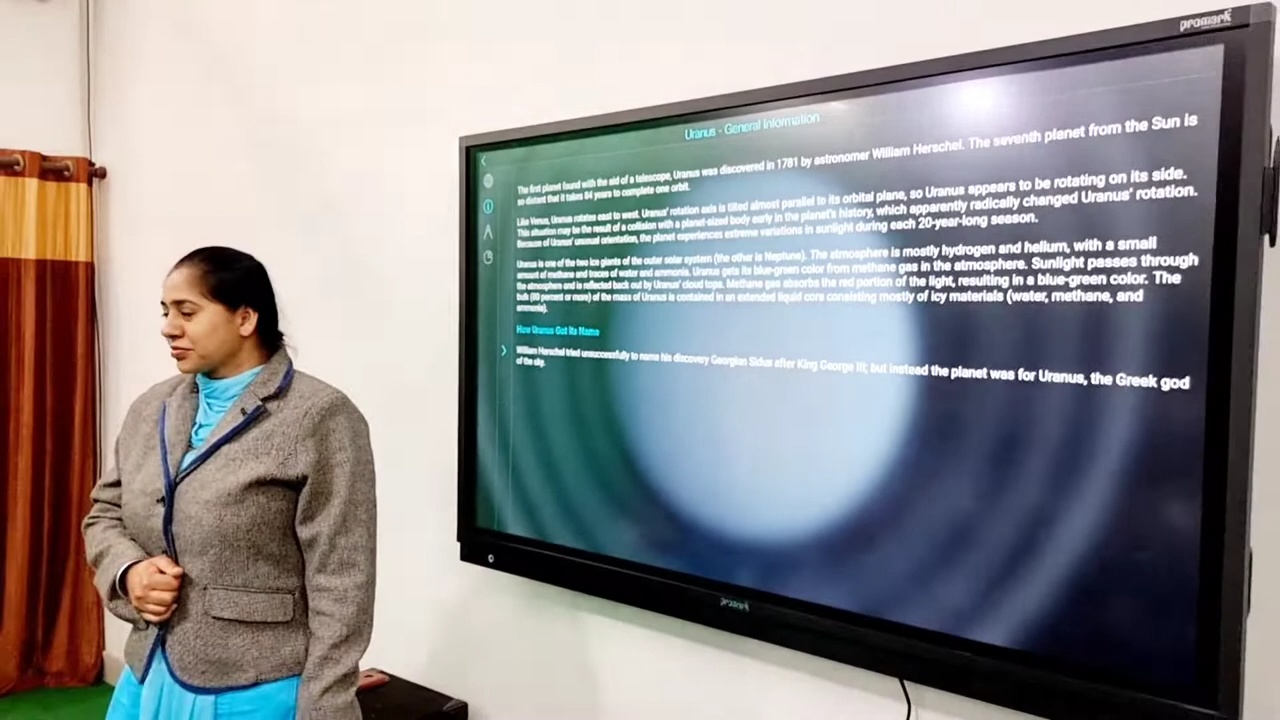 promark
Uranus - General Information
The first planet found with the aid of a telescope, Uranus was discovered in 1781 by astronomer William Herschel. The seventh planet from the Sun is
so distant that it takes 84 years to complete one orbit.
Like Venus, Uranus rotates east to west. Uranus' rotation axis is tilted almost parallel to its orbital plane, so Uranus appears to be rotating on its side.
This situation may be the result of a collision with a planet-sized body early in the planet's history, which apparently radically changed Uranus' rotation.
Because of Uranus' unusual orientation, the planet experiences extreme variations in sunlight during each 20-year-long season.
Uranus is one of the two ice giants of the outer solar system (the other is Neptune). The atmosphere is mostly hydrogen and helium, with a small
amount of methane and traces of water and ammonia. Uranus gets its blue-green color from methane gas in the atmosphere. Sunlight passes through
the atmosphere and is reflected back out by Uranus' cloud tops. Methane gas absorbs the red portion of the light, resulting in a blue-green color. The
bulk (80 percent or more) of the mass of Uranus is contained in an extended liquid core consisting mostly of icy materials (water, methane, and
ammonia).
How Uranus Got Its Name
William Herschel tried unsuccessfully to name his discovery Georgian Sidus after King George III; but instead the planet was for Uranus, the Greek god
of the sky.
promark